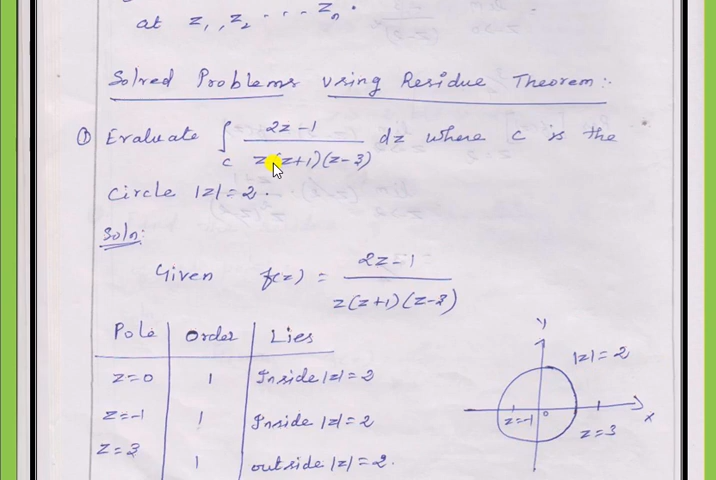 at z₁, z₂ - - - zₙ.
Solved Problems Using Residue Theorem:-
① Evaluate ∫_C (2z-1)/(z(z+1)(z-3)) dz where C is the
Circle |z|=2.
Soln:
Given f(z) = (2z-1)/(z(z+1)(z-3))
Pole | Order | Lies
z=0 | 1 | Inside |z|=2
z=-1 | 1 | Inside |z|=2
z=3 | 1 | outside |z|=2.
Y
|z|=2
z=-1 0
X
z=3